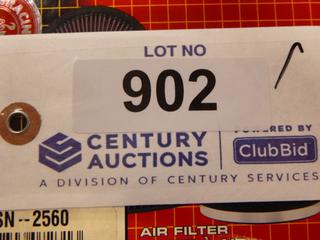 LOT NO
902
CENTURY
AUCTIONS
POWERED BY
ClubBid
A DIVISION OF CENTURY SERVICES
SN--2560
AIR FILTER